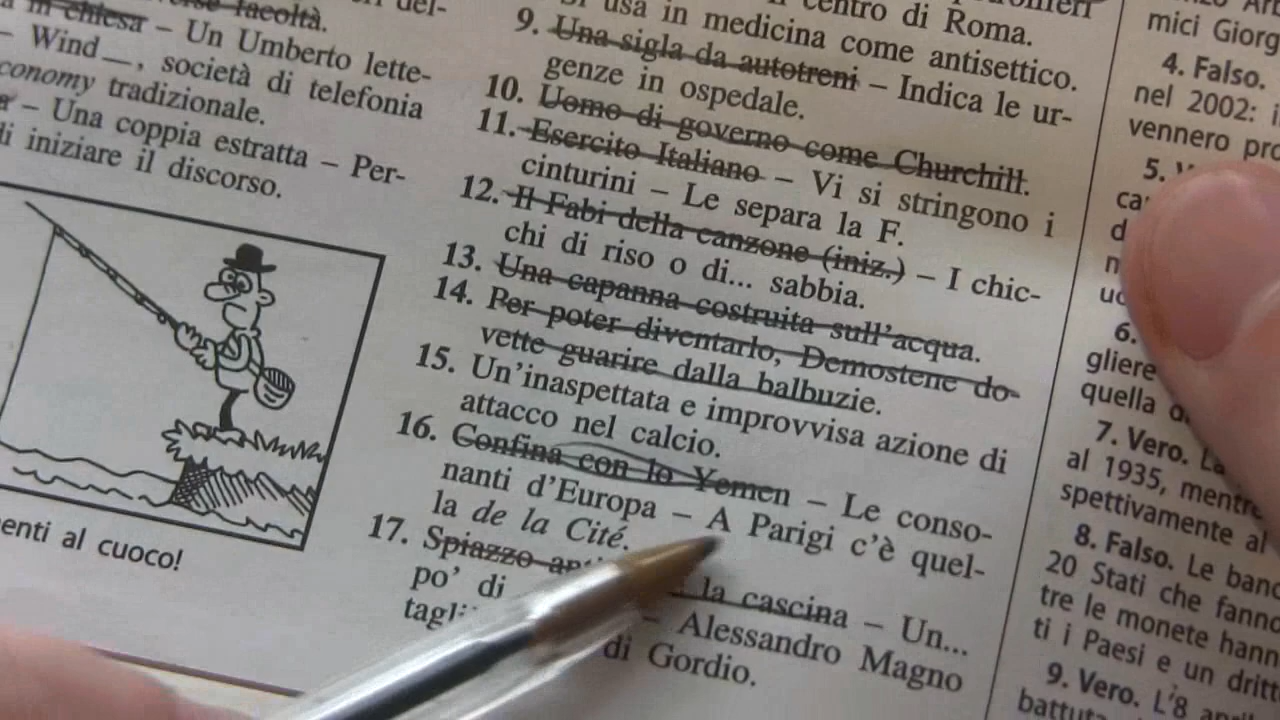 in chiesa – Un Umberto lette-
– Wind__, società di telefonia
conomy tradizionale.
– Una coppia estratta – Per-
di iniziare il discorso.
enti al cuoco!
facoltà.
centro di Roma.
usa in medicina come antisettico.
9. Una sigla da autotreni – Indica le ur-
genze in ospedale.
10. Uomo di governo come Churchill.
11. Esercito Italiano – Vi si stringono i
cinturini – Le separa la F.
12. Il Fabi della canzone (iniz.) – I chic-
chi di riso o di... sabbia.
13. Una capanna costruita sull'acqua.
14. Per poter diventarlo, Demostene do-
vette guarire dalla balbuzie.
15. Un'inaspettata e improvvisa azione di
attacco nel calcio.
16. Confina con lo Yemen – Le conso-
nanti d'Europa – A Parigi c'è quel-
la de la Cité.
17. Spiazzo la cascina – Un...
po' di – Alessandro Magno
di Gordio.
mici Giorg
4. Falso.
nel 2002:
vennero pro
5.
6.
gliere
quella
7. Vero. La
al 1935, mentre
spettivamente al
8. Falso. Le banc
20 Stati che fanno
tre le monete hann
ti i Paesi e un dritt
9. Vero. L'8
battuta